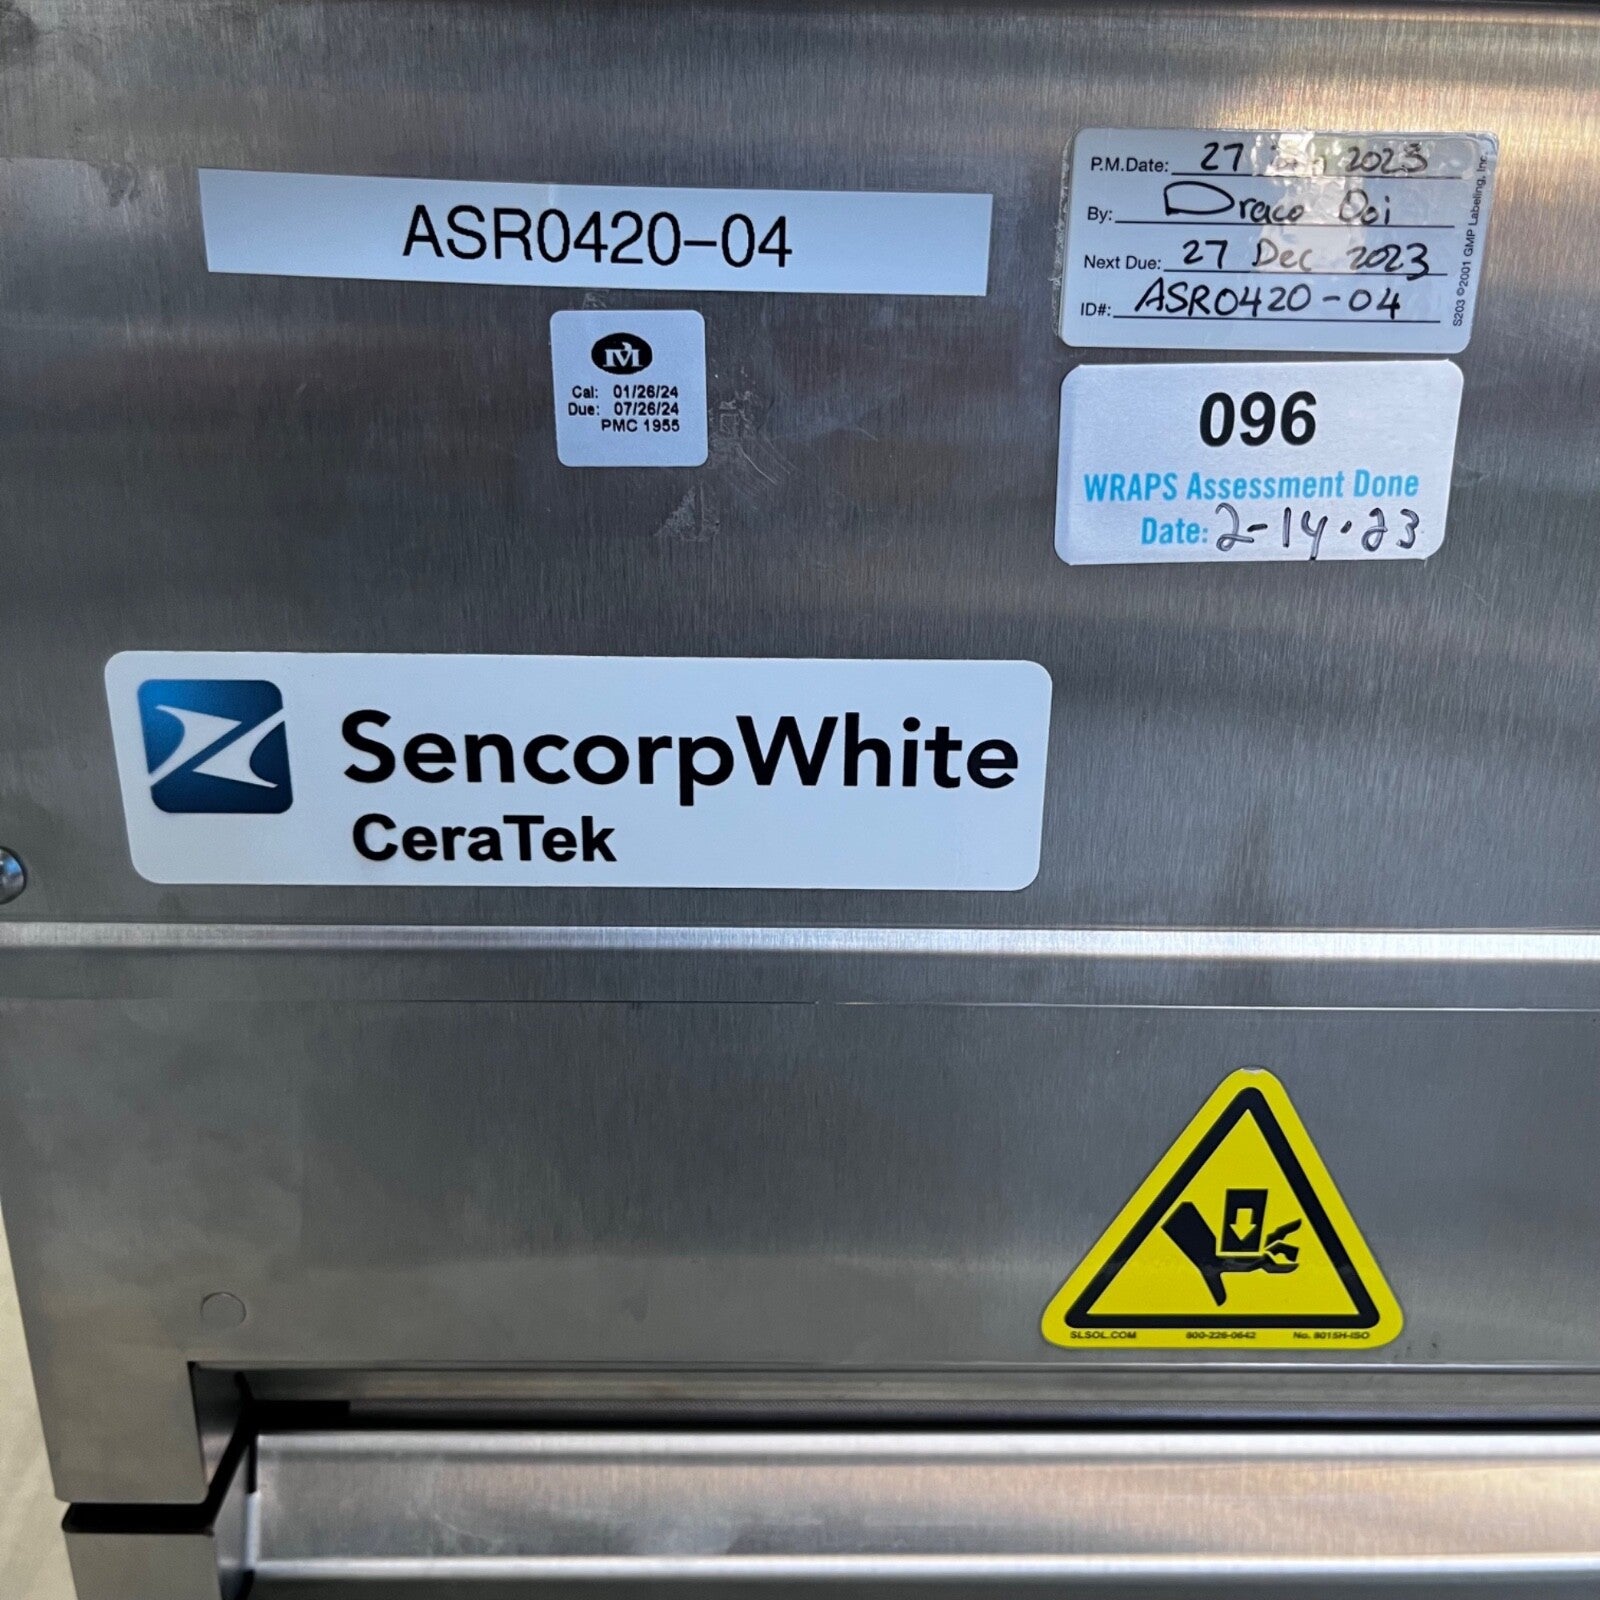 ASR0420-04
P.M.Date: 27 2023
By: Draco Ooi
Next Due: 27 Dec 2023
ID#: ASR0420-04
S203 ©2001 GMP Labeling, Inc.
Cal: 01/26/24
Due: 07/26/24
PMC 1955
096
WRAPS Assessment Done
Date: 2-14-23
SencorpWhite
CeraTek
SLSOL.COM 800-226-0642 No. 8015H-ISO